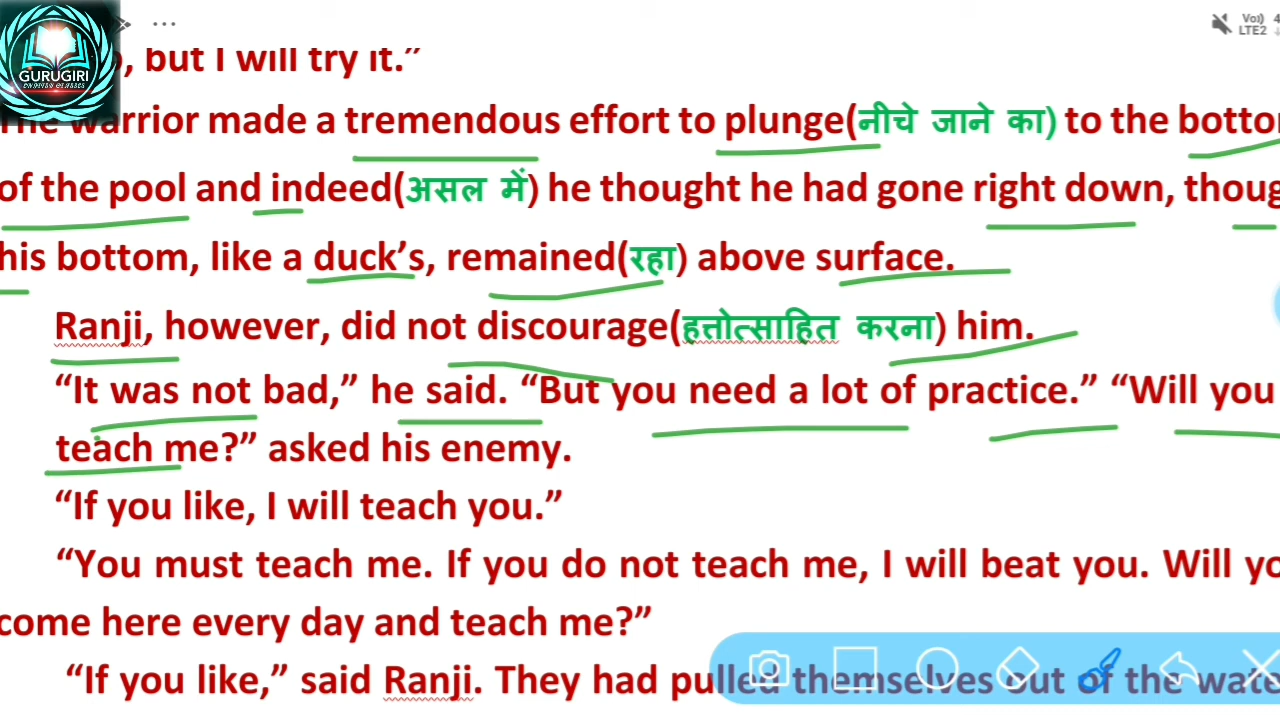 GURUGIRI
Vo) 4
LTE2
, but I will try it.”
The warrior made a tremendous effort to plunge(नीचे जाने का) to the botto
of the pool and indeed(असल में) he thought he had gone right down, thoug
his bottom, like a duck’s, remained(रहा) above surface.
Ranji, however, did not discourage(हत्तोत्साहित करना) him.
“It was not bad,” he said. “But you need a lot of practice.” “Will you
teach me?” asked his enemy.
“If you like, I will teach you.”
“You must teach me. If you do not teach me, I will beat you. Will yo
come here every day and teach me?”
“If you like,” said Ranji. They had pulled themselves out of the wate